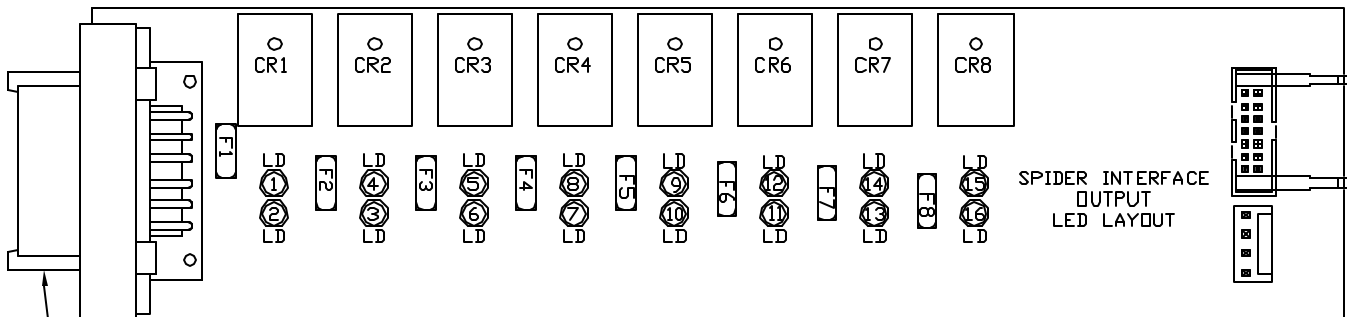 CR1 CR2 CR3 CR4 CR5 CR6 CR7 CR8
F1
LD LD LD LD LD LD LD LD
1 F2 4 F3 5 F4 8 F5 9 F6 12 F7 14 F8 15
2 3 6 7 10 11 13 16
LD LD LD LD LD LD LD LD
SPIDER INTERFACE
OUTPUT
LED LAYOUT